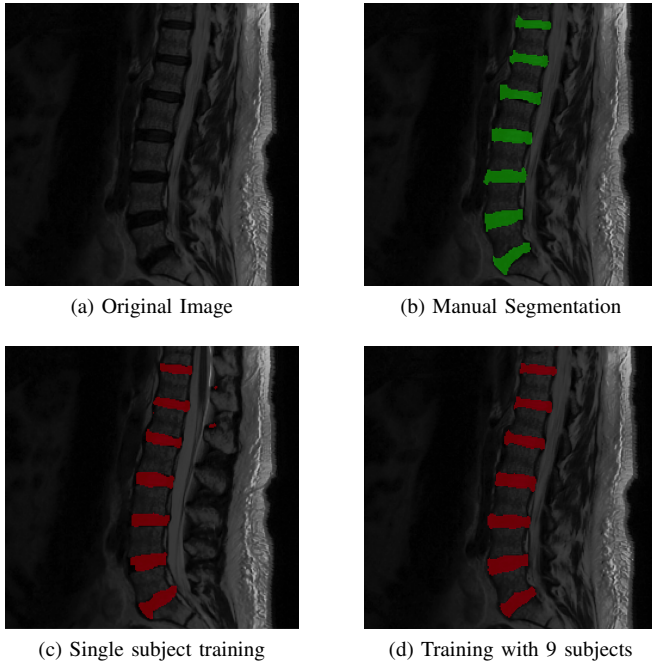 (a) Original Image
(b) Manual Segmentation
(c) Single subject training
(d) Training with 9 subjects